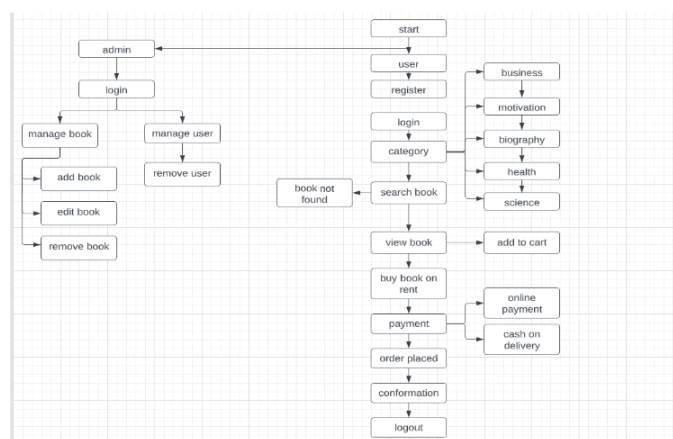 start
admin
user
business
login
register
motivation
login
manage book
manage user
biography
category
health
add book
remove user
book not
found
search book
science
edit book
remove book
view book
add to cart
buy book on
rent
online
payment
payment
cash on
delivery
order placed
conformation
logout